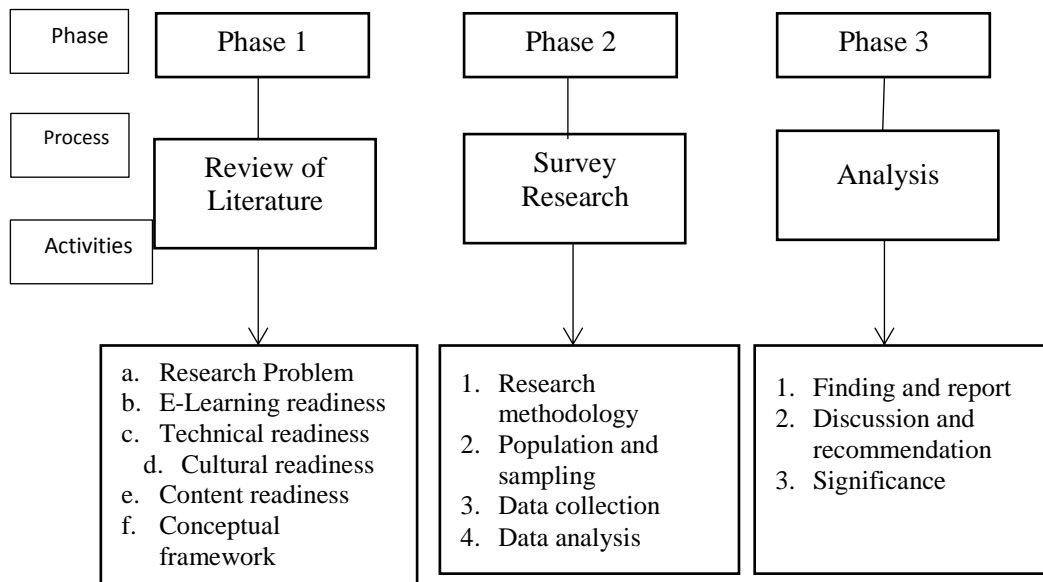 Phase
Phase 1
Phase 2
Phase 3
Process
Review of
Literature
Survey
Research
Analysis
Activities
a. Research Problem
b. E-Learning readiness
c. Technical readiness
d. Cultural readiness
e. Content readiness
f. Conceptual
framework
1. Research
methodology
2. Population and
sampling
3. Data collection
4. Data analysis
1. Finding and report
2. Discussion and
recommendation
3. Significance